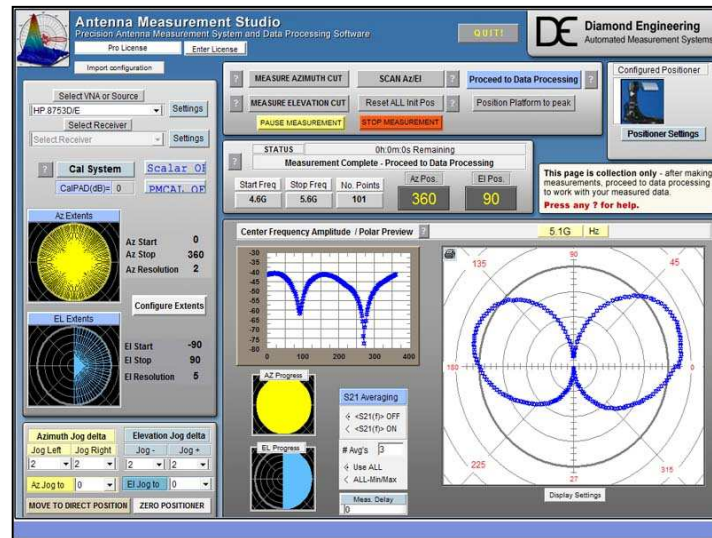 Antenna Measurement Studio
Precision Antenna Measurement System and Data Processing Software
Pro License
Enter License
Import configuration
QUIT!
DE
Diamond Engineering
Automated Measurement Systems
Select VNA or Source
HP 8753D/E
Settings
Select Receiver
Select Receiver
Settings
? Cal System
CalPAD(dB)= 0
Scalar
Az Extents
Az Start 0
Az Stop 360
Az Resolution 2
Configure Extents
EL Extents
El Start -90
El Stop 90
El Resolution 5
Azimuth Jog delta
Jog Left Jog Right
2 2
Az Jog to 0
Elevation Jog delta
Jog - Jog +
2 2
El Jog to 0
MOVE TO DIRECT POSITION
ZERO POSITIONER
? MEASURE AZIMUTH CUT
SCAN Az/El ?
Proceed to Data Processing
? MEASURE ELEVATION CUT
Reset ALL Init Pos ?
Position Platform to peak
PAUSE MEASUREMENT
STOP MEASUREMENT
Configured Positioner
Positioner Settings
? STATUS 0h:0m:0s Remaining
Measurement Complete - Proceed to Data Processing
Start Freq Stop Freq No. Points
4.6G 5.6G 101
Az Pos. El Pos.
360 90
This page is collection only - after making
measurements, proceed to data processing
to work with your measured data.
Press any ? for help.
Center Frequency Amplitude / Polar Preview ?
5.1G Hz
-30
-35
-40
-45
-50
-55
-60
-65
-70
-75
-80
0 100 200 300 400
90
135 45
180 0
225 315
27
AZ Progress
EL Progress
S21 Averaging
<S21(f)> OFF
<S21(f)> ON
# Avg's 3
Use ALL
ALL-Min/Max
Meas. Delay
0
Display Settings